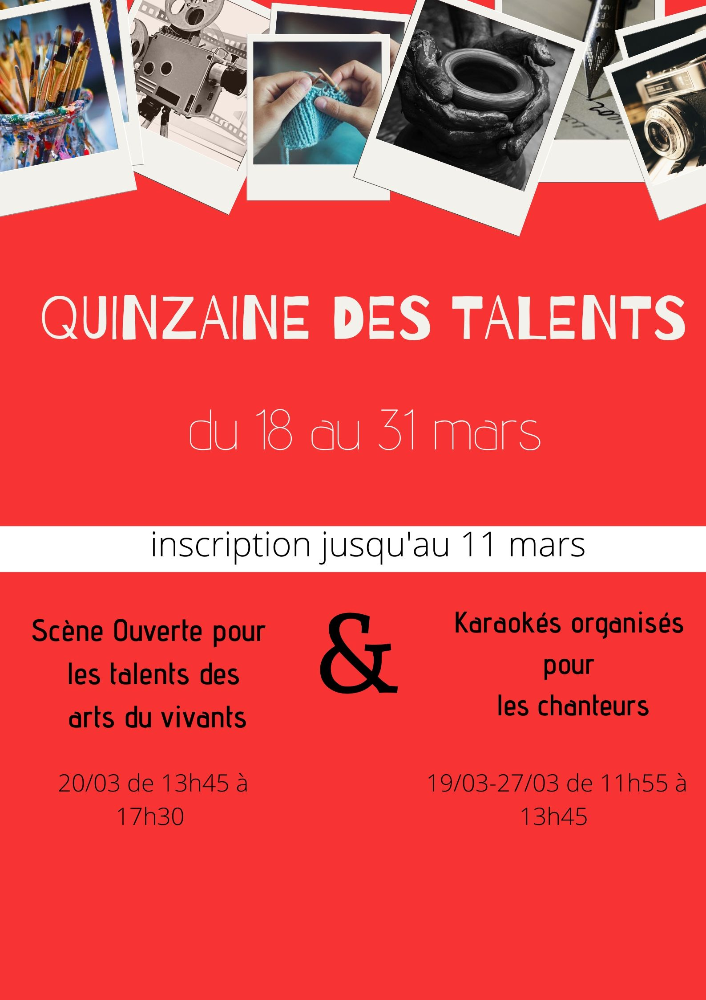 QUINZAINE DES TALENTS
du 18 au 31 mars
inscription jusqu'au 11 mars
Scène Ouverte pour
les talents des
arts du vivants
&
Karaokés organisés
pour
les chanteurs
20/03 de 13h45 à
17h30
19/03-27/03 de 11h55 à
13h45